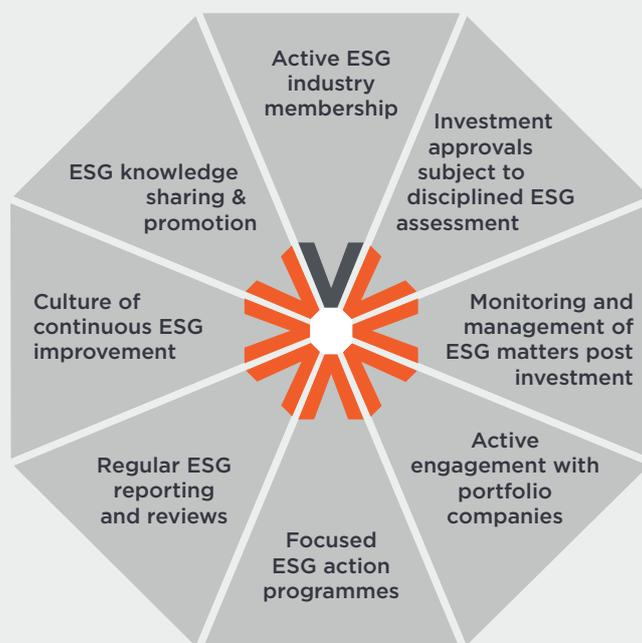 Active ESG
industry
membership
Investment
approvals
subject to
disciplined ESG
assessment
Monitoring and
management of
ESG matters post
investment
Active
engagement with
portfolio
companies
Focused
ESG action
programmes
Regular ESG
reporting
and reviews
Culture of
continuous ESG
improvement
ESG knowledge
sharing &
promotion